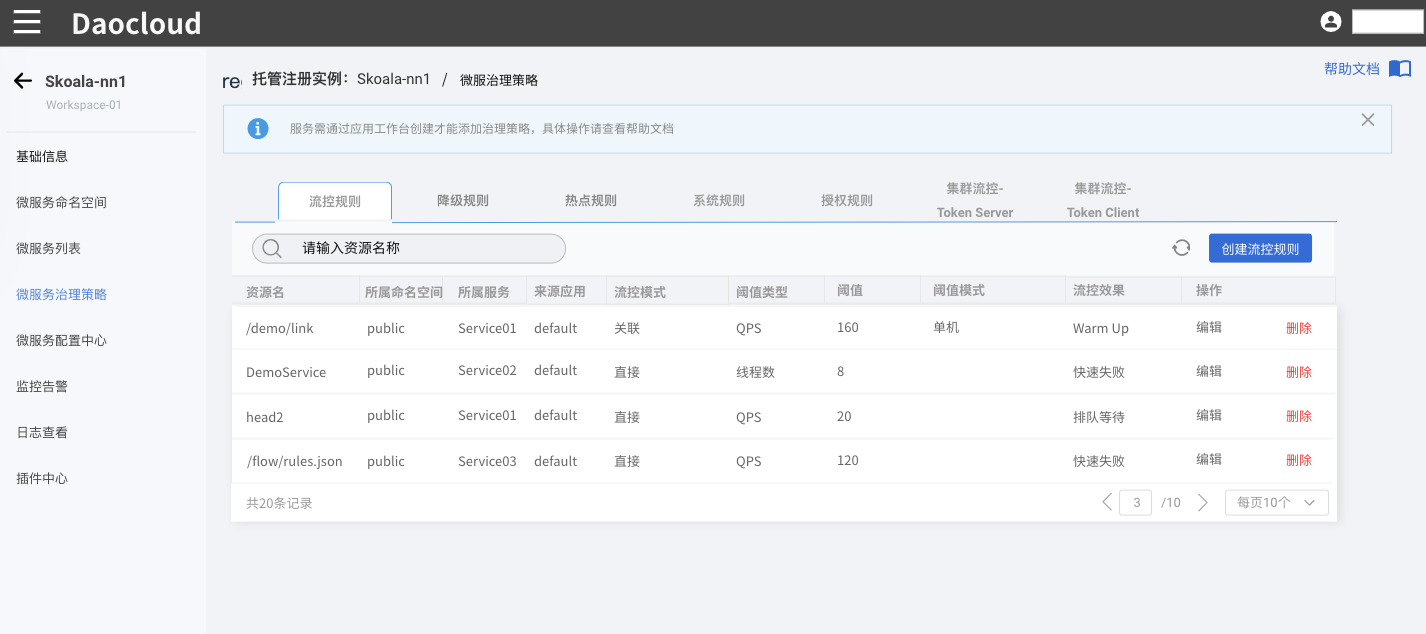 Daocloud
Skoala-nn1
Workspace-01
基础信息
微服务命名空间
微服务列表
微服务治理策略
微服务配置中心
监控告警
日志查看
插件中心
托管注册实例：Skoala-nn1 / 微服治理策略
帮助文档
服务需通过应用工作台创建才能添加治理策略，具体操作请查看帮助文档
流控规则 降级规则 热点规则 系统规则 授权规则 集群流控-
Token Server 集群流控-
Token Client
请输入资源名称
创建流控规则
资源名 所属命名空间 所属服务 来源应用 流控模式 阈值类型 阈值 阈值模式 流控效果 操作
/demo/link public Service01 default 关联 QPS 160 单机 Warm Up 编辑 删除
DemoService public Service02 default 直接 线程数 8 快速失败 编辑 删除
head2 public Service01 default 直接 QPS 20 排队等待 编辑 删除
/flow/rules.json public Service03 default 直接 QPS 120 快速失败 编辑 删除
共20条记录
3 /10 每页10个